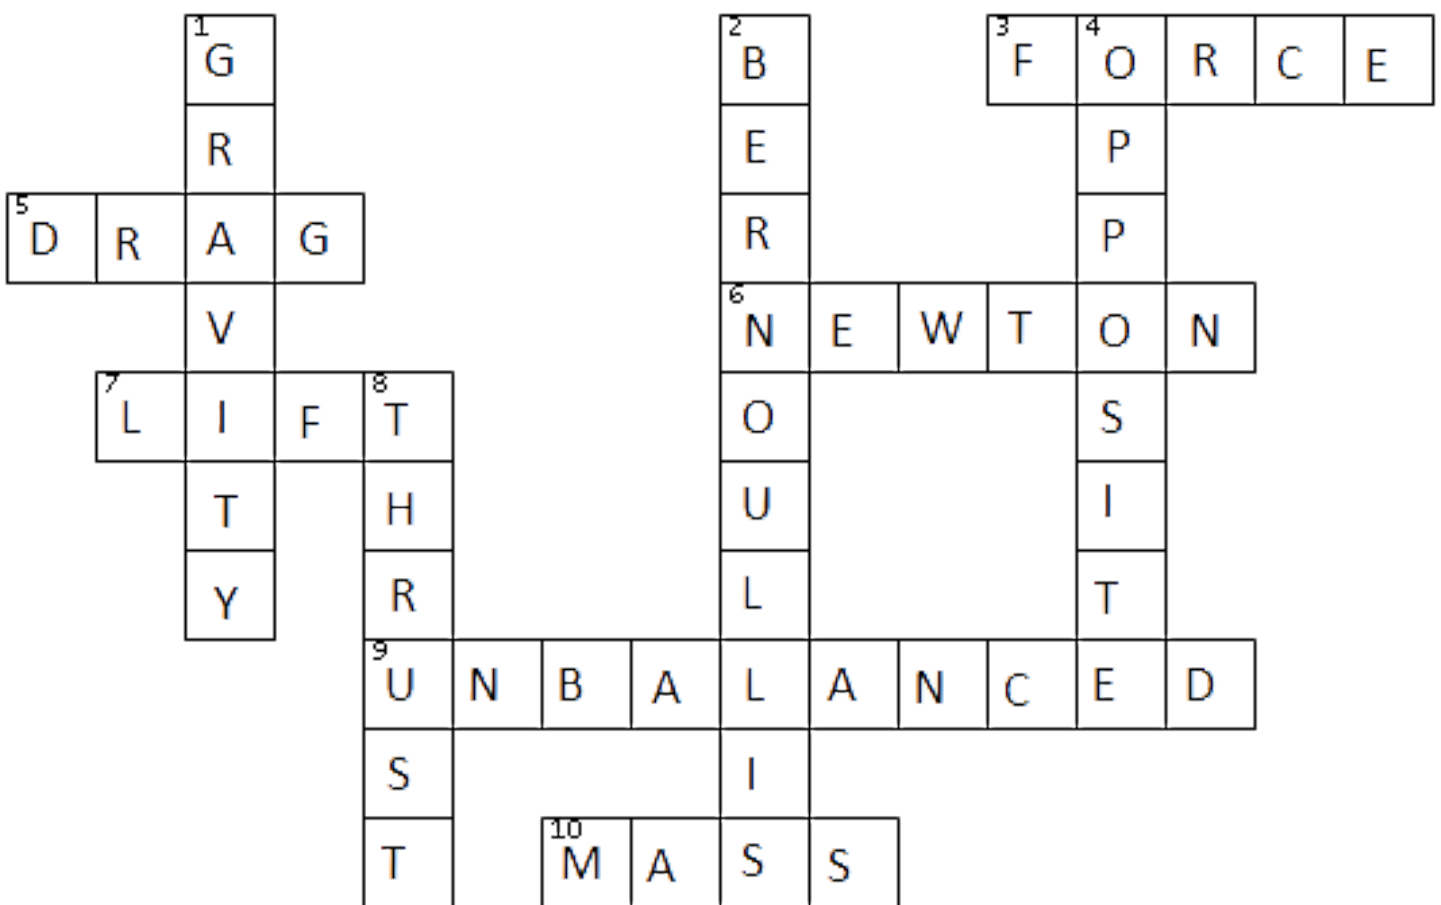 1 2 3 4
G B F O R C E
R E P
5
D R A G R P
6
V N E W T O N
7 8
L I F T O S
T H U I
Y R L T
9
U N B A L A N C E D
S I
10
T M A S S